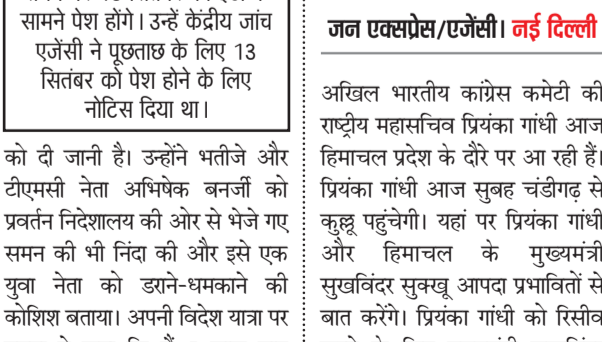 सामने पेश होंगे। उन्हें केंद्रीय जांच
एजेंसी ने पूछताछ के लिए 13
सितंबर को पेश होने के लिए
नोटिस दिया था।
को दी जानी है। उन्होंने भतीजे और
टीएमसी नेता अभिषेक बनर्जी को
प्रवर्तन निदेशालय की ओर से भेजे गए
समन की भी निंदा की और इसे एक
युवा नेता को डराने-धमकाने की
कोशिश बताया। अपनी विदेश यात्रा पर
जन एक्सप्रेस/एजेंसी। नई दिल्ली
अखिल भारतीय कांग्रेस कमेटी की
राष्ट्रीय महासचिव प्रियंका गांधी आज
हिमाचल प्रदेश के दौरे पर आ रही हैं।
प्रियंका गांधी आज सुबह चंडीगढ़ से
कुल्लू पहुंचेगी। यहां पर प्रियंका गांधी
और हिमाचल के मुख्यमंत्री
सुखविंदर सुक्खू आपदा प्रभावितों से
बात करेंगे। प्रियंका गांधी को रिसीव